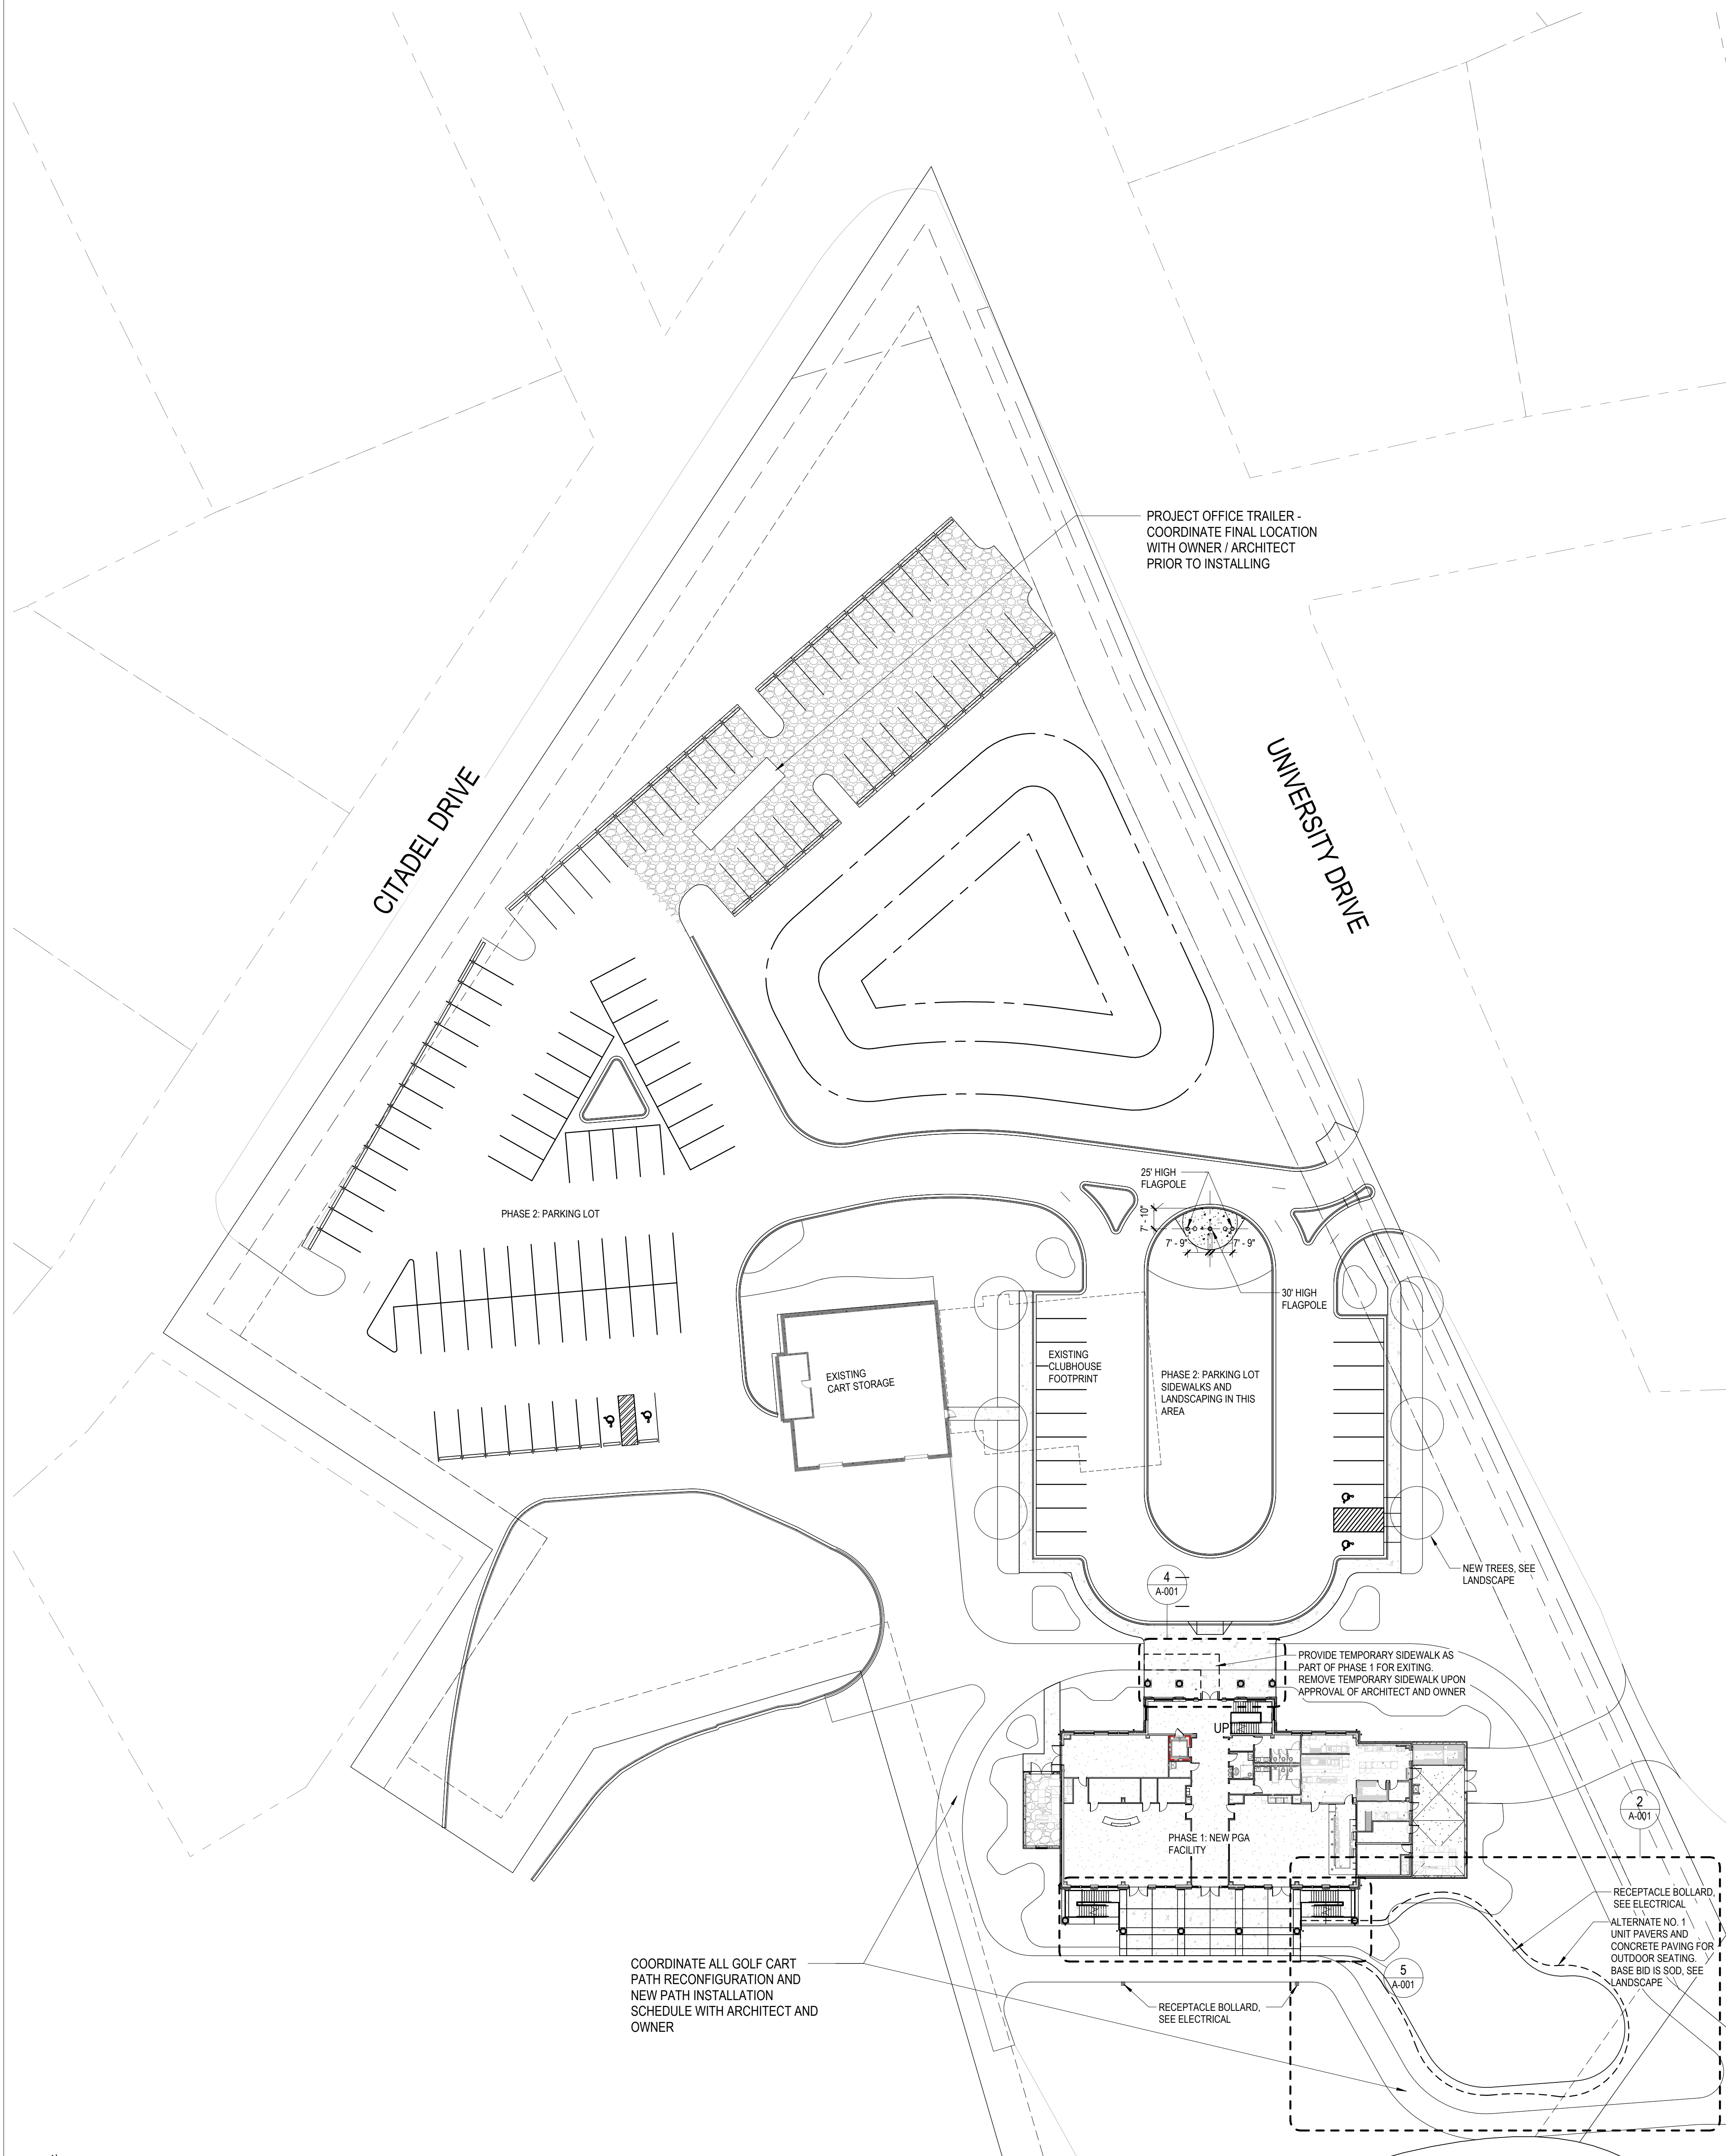 PROJECT OFFICE TRAILER -
COORDINATE FINAL LOCATION
WITH OWNER / ARCHITECT
PRIOR TO INSTALLING
CITADEL DRIVE
UNIVERSITY DRIVE
25' HIGH
FLAGPOLE
7' - 10"
7' - 9"
7' - 9"
30' HIGH
FLAGPOLE
PHASE 2: PARKING LOT
EXISTING
CART STORAGE
EXISTING
CLUBHOUSE
FOOTPRINT
PHASE 2: PARKING LOT
SIDEWALKS AND
LANDSCAPING IN THIS
AREA
NEW TREES, SEE
LANDSCAPE
4
A-001
PROVIDE TEMPORARY SIDEWALK AS
PART OF PHASE 1 FOR EXITING.
REMOVE TEMPORARY SIDEWALK UPON
APPROVAL OF ARCHITECT AND OWNER
UP
PHASE 1: NEW PGA
FACILITY
2
A-001
RECEPTACLE BOLLARD,
SEE ELECTRICAL
ALTERNATE NO. 1
UNIT PAVERS AND
CONCRETE PAVING FOR
OUTDOOR SEATING.
BASE BID IS SOD, SEE
LANDSCAPE
5
A-001
COORDINATE ALL GOLF CART
PATH RECONFIGURATION AND
NEW PATH INSTALLATION
SCHEDULE WITH ARCHITECT AND
OWNER
RECEPTACLE BOLLARD,
SEE ELECTRICAL